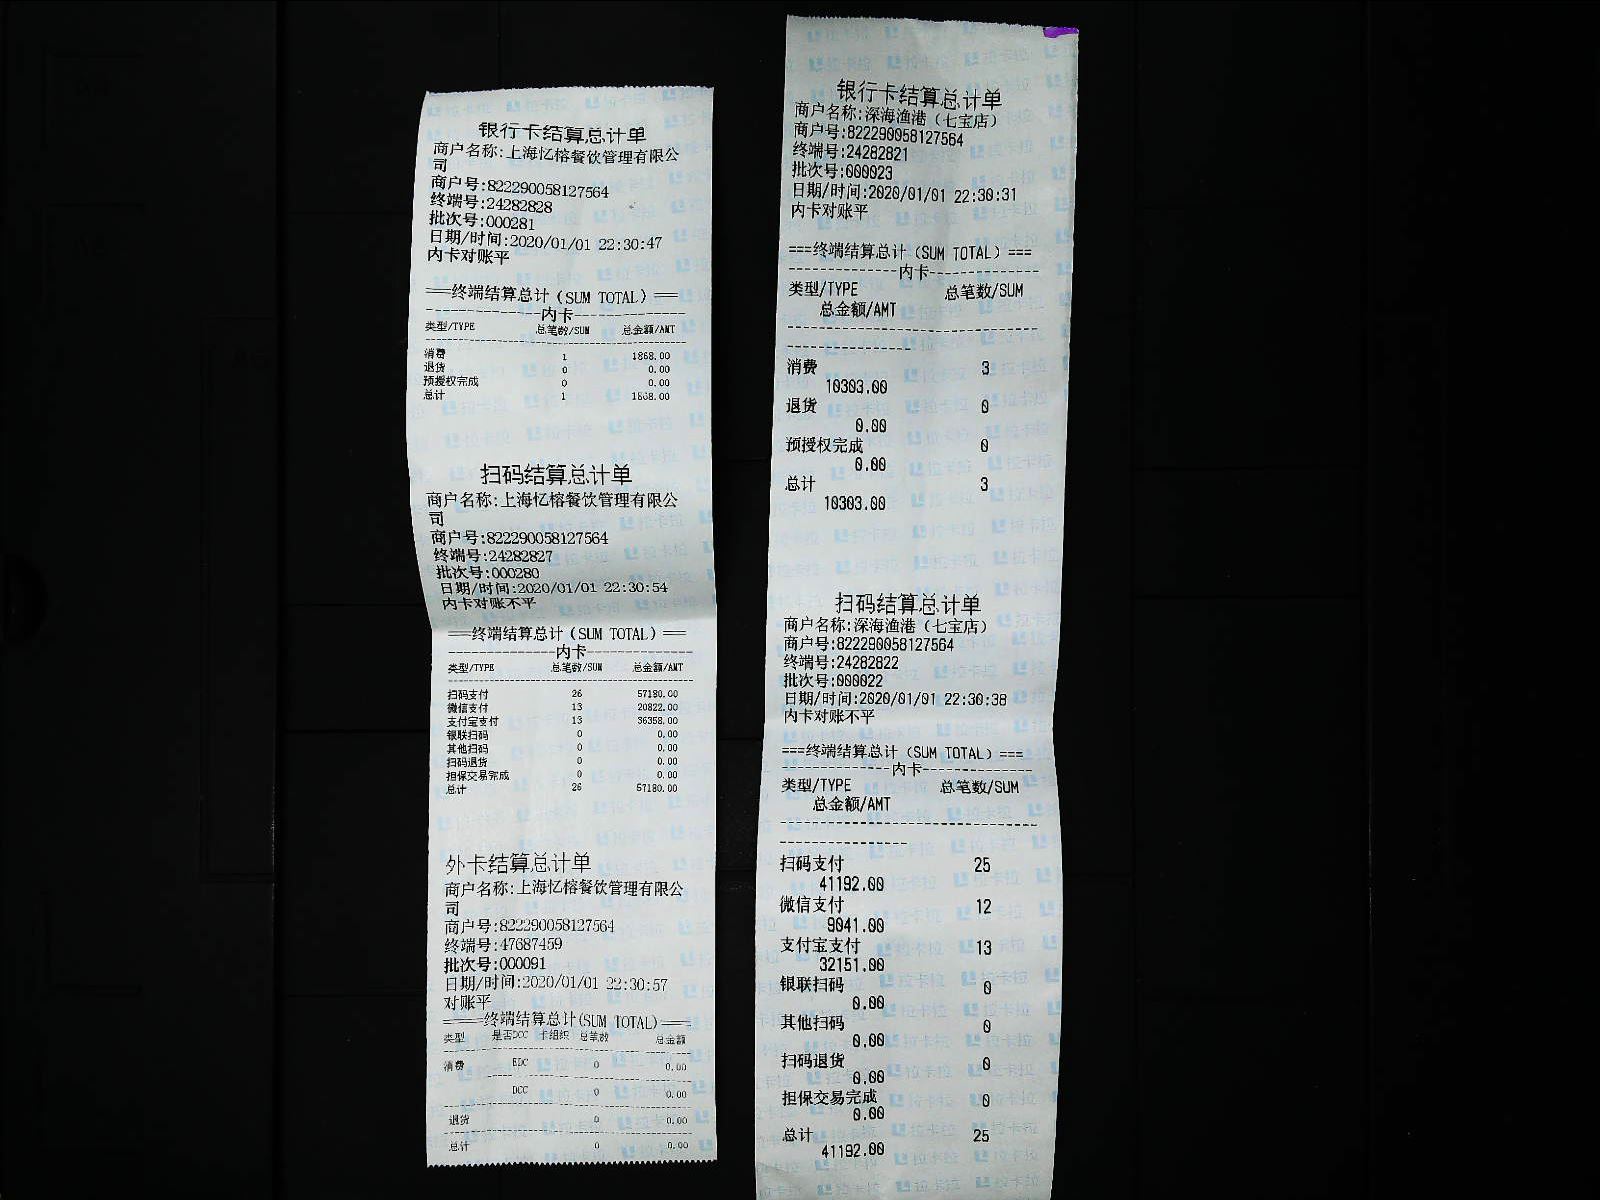 银行卡结算总计单
商户名称:上海忆榕餐饮管理有限公
司
商户号:822290058127564
终端号:24282828
批次号:000281
日期/时间:2020/01/01 22:30:47
内卡对账平
===终端结算总计(SUM TOTAL)===
---------------内卡---------------
类型/TYPE 总笔数/SUM 总金额/AMT
消费 1 1868.00
退货 0 0.00
预授权完成 0 0.00
总计 1 1868.00
扫码结算总计单
商户名称:上海忆榕餐饮管理有限公
司
商户号:822290058127564
终端号:24282827
批次号:000280
日期/时间:2020/01/01 22:30:54
内卡对账不平
===终端结算总计(SUM TOTAL)===
---------------内卡---------------
类型/TYPE 总笔数/SUM 总金额/AMT
扫码支付 26 57180.00
微信支付 13 20822.00
支付宝支付 13 36358.00
银联扫码 0 0.00
其他扫码 0 0.00
扫码退货 0 0.00
担保交易完成 0 0.00
总计 26 57180.00
外卡结算总计单
商户名称:上海忆榕餐饮管理有限公
司
商户号:822290058127564
终端号:47687459
批次号:000091
日期/时间:2020/01/01 22:30:57
对账平
====终端结算总计(SUM TOTAL)====
类型 是否DCC 卡组织 总笔数 总金额
消费 EDC 0 0.00
DCC 0 0.00
退货 0 0.00
总计 0 0.00
银行卡结算总计单
商户名称:深海渔港（七宝店）
商户号:822290058127564
终端号:24282821
批次号:000023
日期/时间:2020/01/01 22:30:31
内卡对账平
===终端结算总计（SUM TOTAL）===
--------------内卡--------------
类型/TYPE 总笔数/SUM
总金额/AMT
消费 3
10303.00
退货 0
0.00
预授权完成 0
0.00
总计 3
10303.00
扫码结算总计单
商户名称:深海渔港（七宝店）
商户号:822290058127564
终端号:24282822
批次号:000022
日期/时间:2020/01/01 22:30:38
内卡对账不平
===终端结算总计（SUM TOTAL）===
--------------内卡--------------
类型/TYPE 总笔数/SUM
总金额/AMT
扫码支付 25
41192.00
微信支付 12
9041.00
支付宝支付 13
32151.00
银联扫码 0
0.00
其他扫码 0
0.00
扫码退货 0
0.00
担保交易完成 0
0.00
总计 25
41192.00